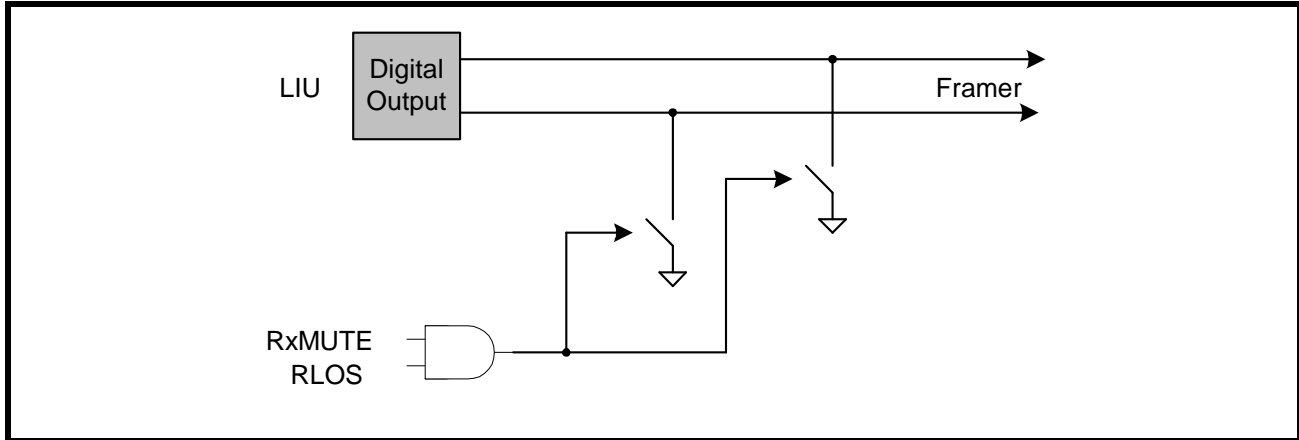 LIU
Digital
Output
Framer
RxMUTE
RLOS